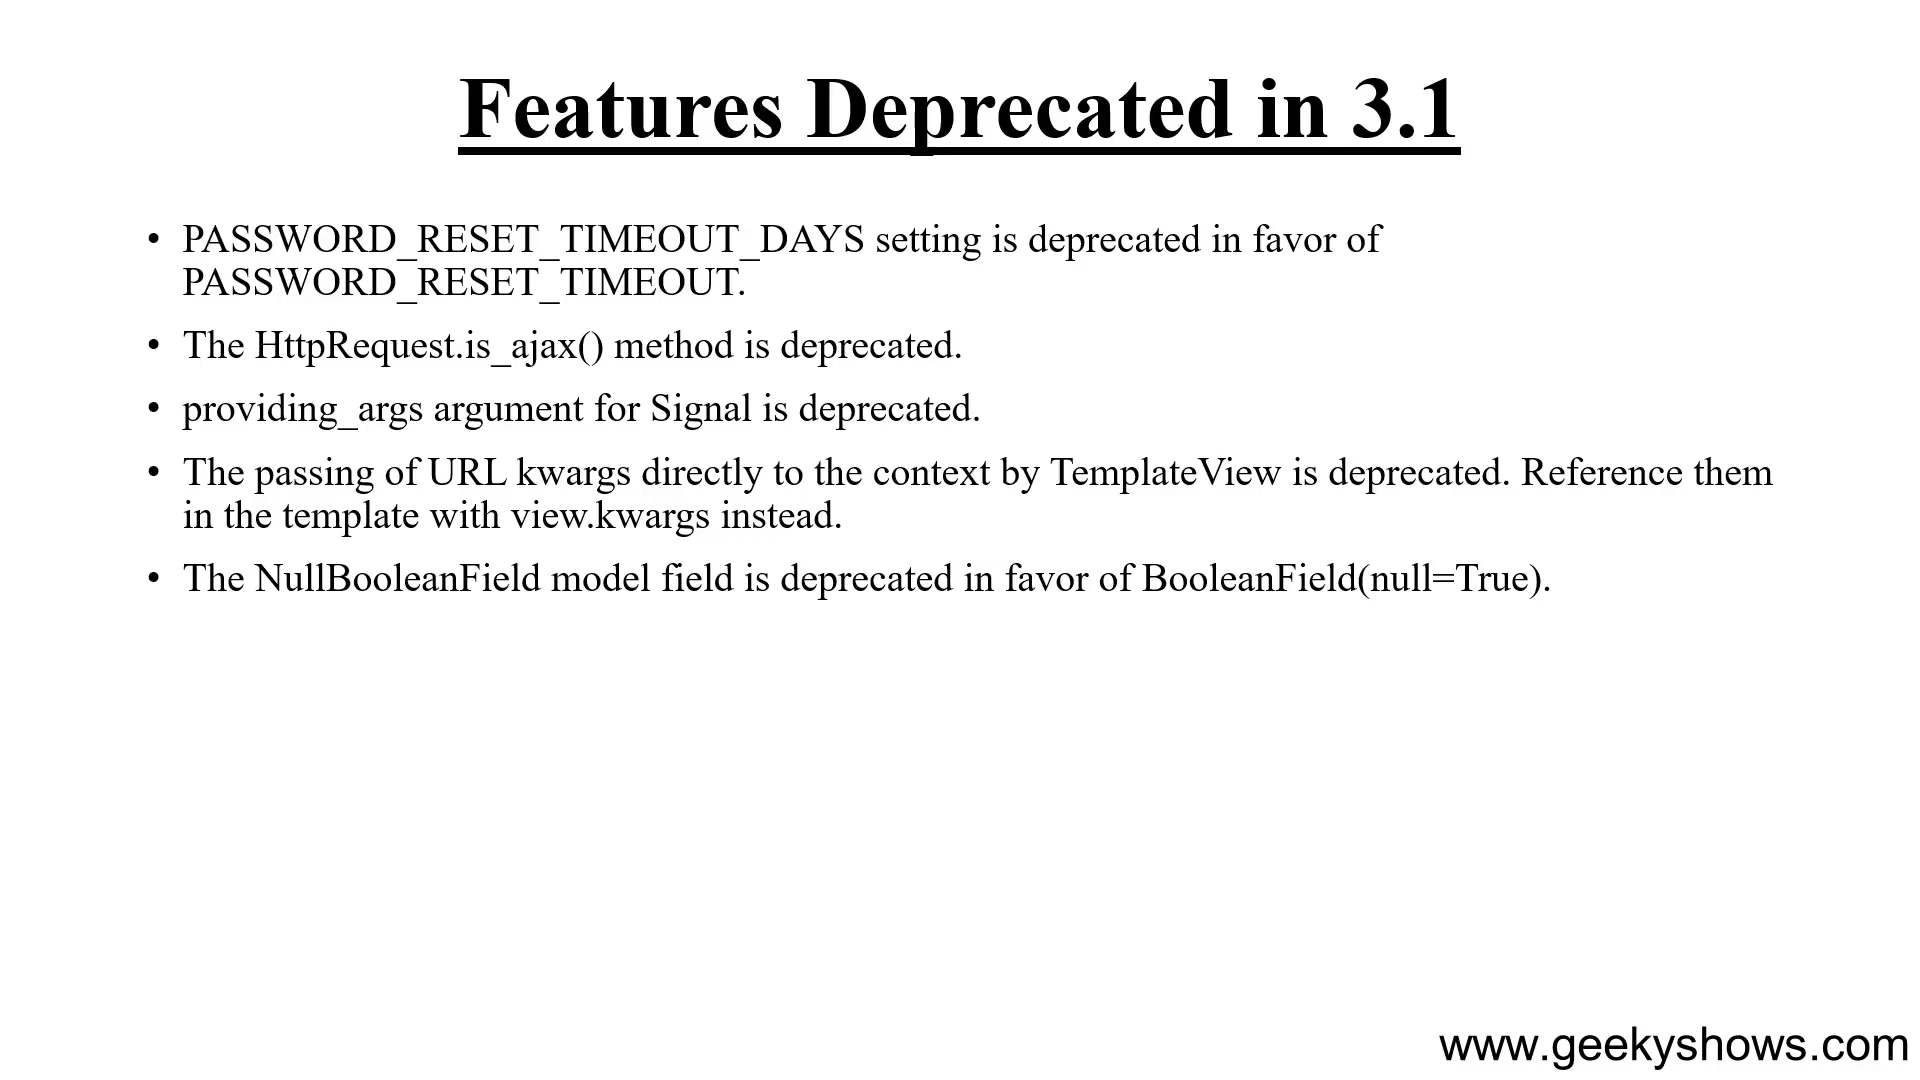 Features Deprecated in 3.1
• PASSWORD_RESET_TIMEOUT_DAYS setting is deprecated in favor of
PASSWORD_RESET_TIMEOUT.
• The HttpRequest.is_ajax() method is deprecated.
• providing_args argument for Signal is deprecated.
• The passing of URL kwargs directly to the context by TemplateView is deprecated. Reference them
in the template with view.kwargs instead.
• The NullBooleanField model field is deprecated in favor of BooleanField(null=True).
www.geekyshows.com